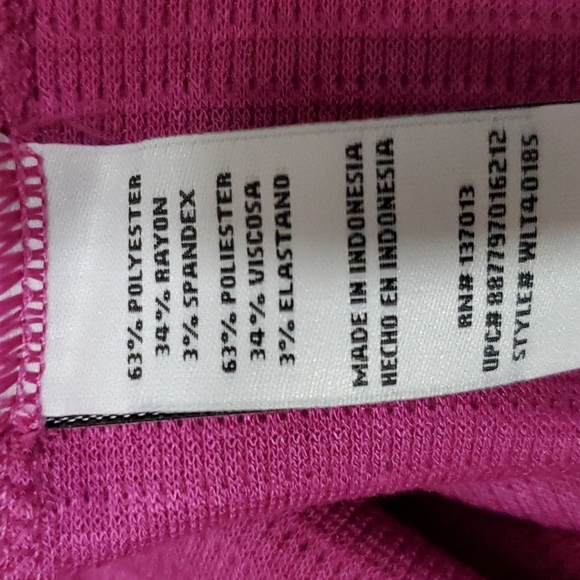 63% POLYESTER
34% RAYON
3% SPANDEX
63% POLIESTER
34% VISCOSA
3% ELASTANO
MADE IN INDONESIA
HECHO EN INDONESIA
RN# 137013
UPC# 887797016212
STYLE# WLT40185